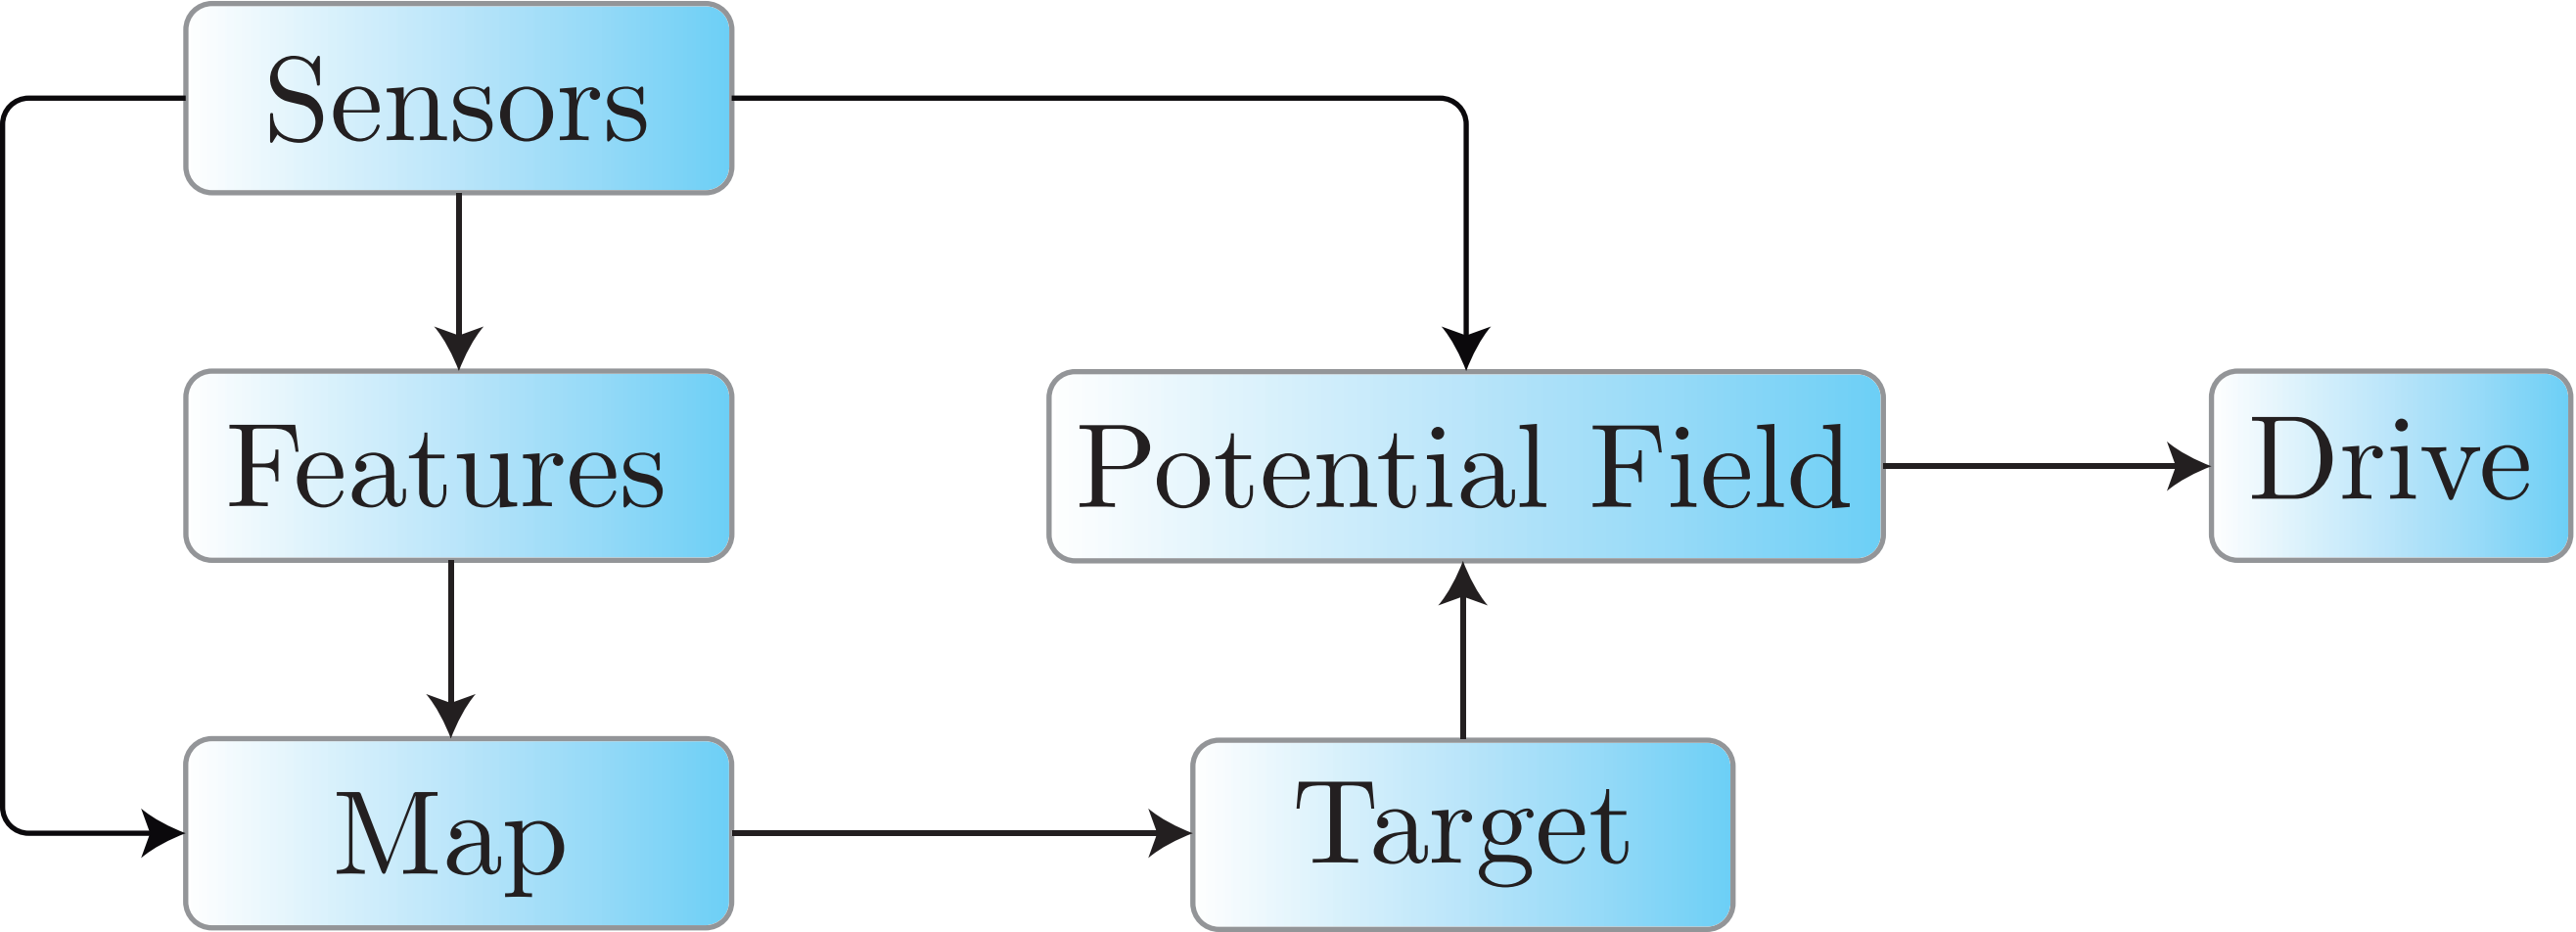 Sensors
Features
Potential Field
Drive
Map
Target